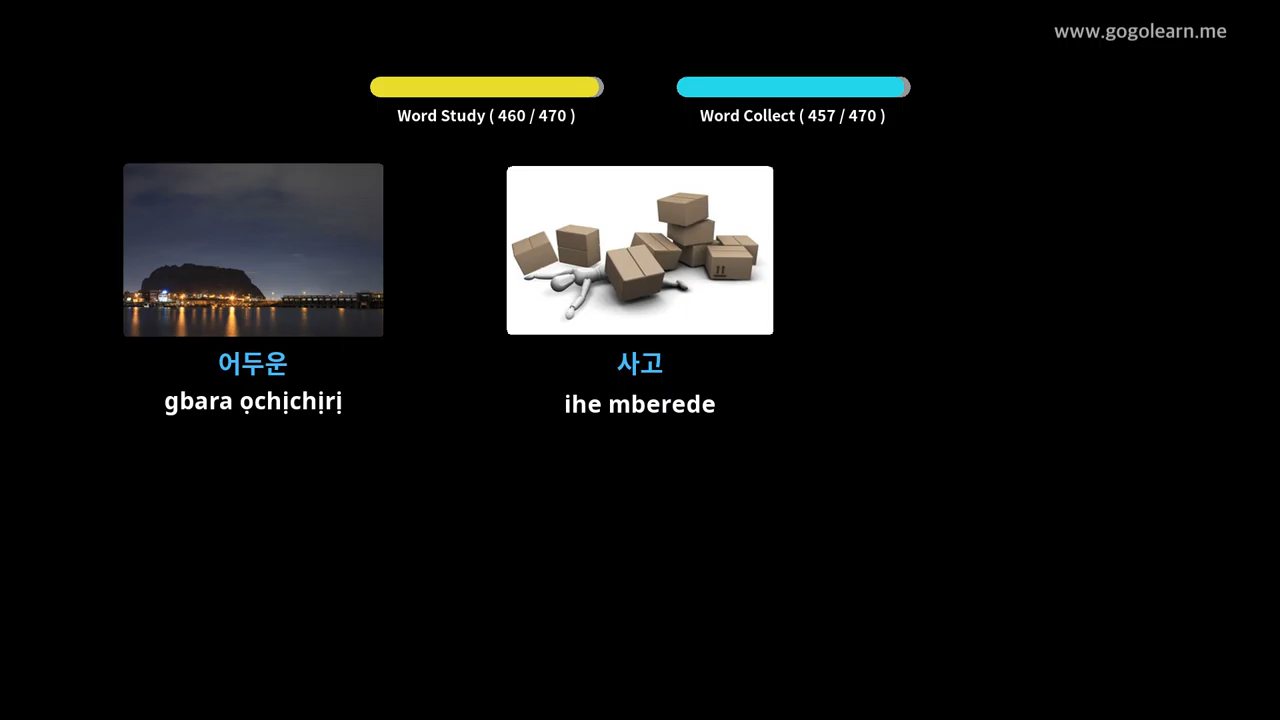 www.gogolearn.me
Word Study ( 460 / 470 )
Word Collect ( 457 / 470 )
어두운
gbara ọchịchịrị
사고
ihe mberede